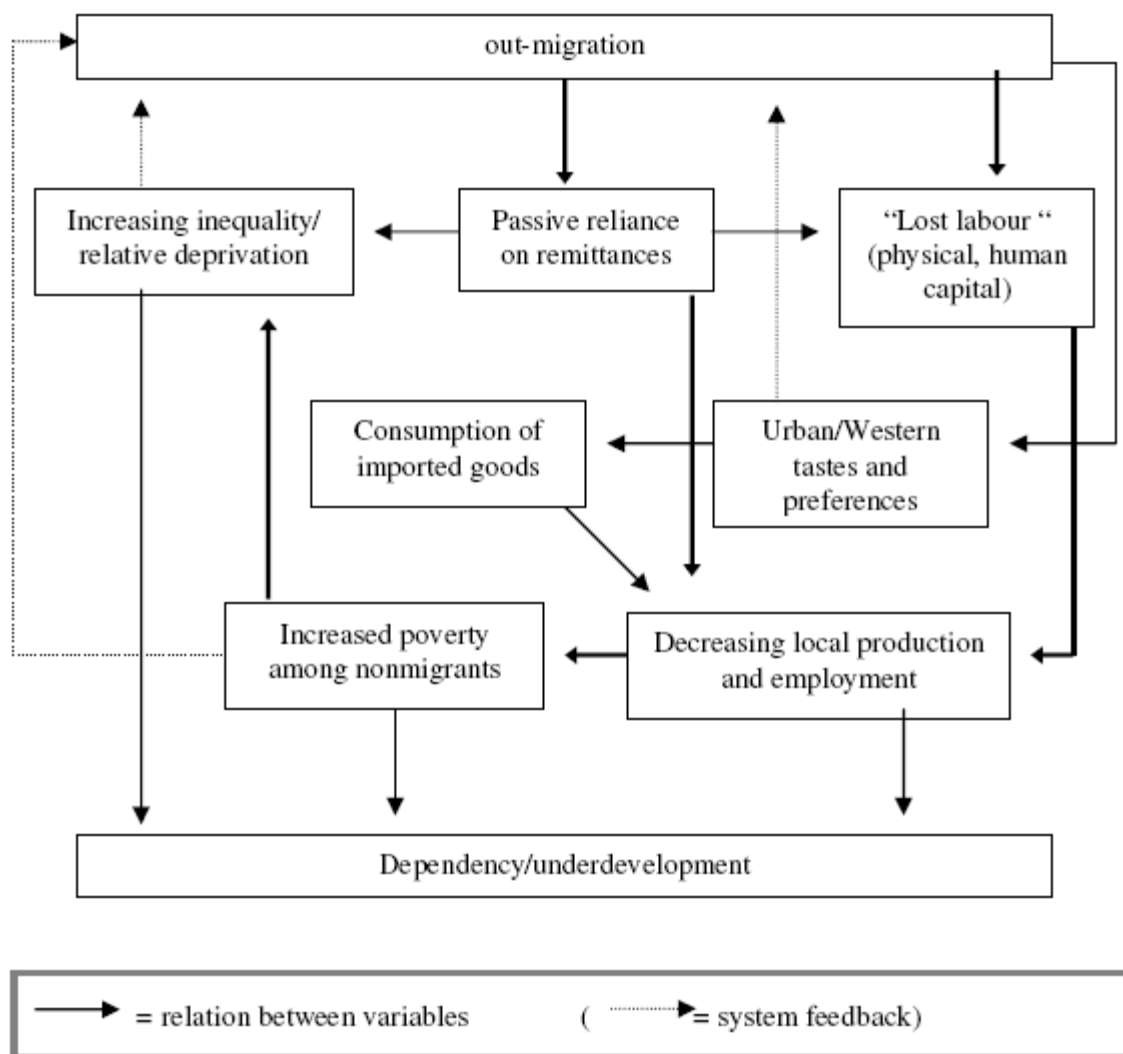 out-migration
Increasing inequality/
relative deprivation
Passive reliance
on remittances
“Lost labour “
(physical, human
capital)
Consumption of
imported goods
Urban/Western
tastes and
preferences
Increased poverty
among nonmigrants
Decreasing local production
and employment
Dependency/underdevelopment
= relation between variables
( = system feedback)